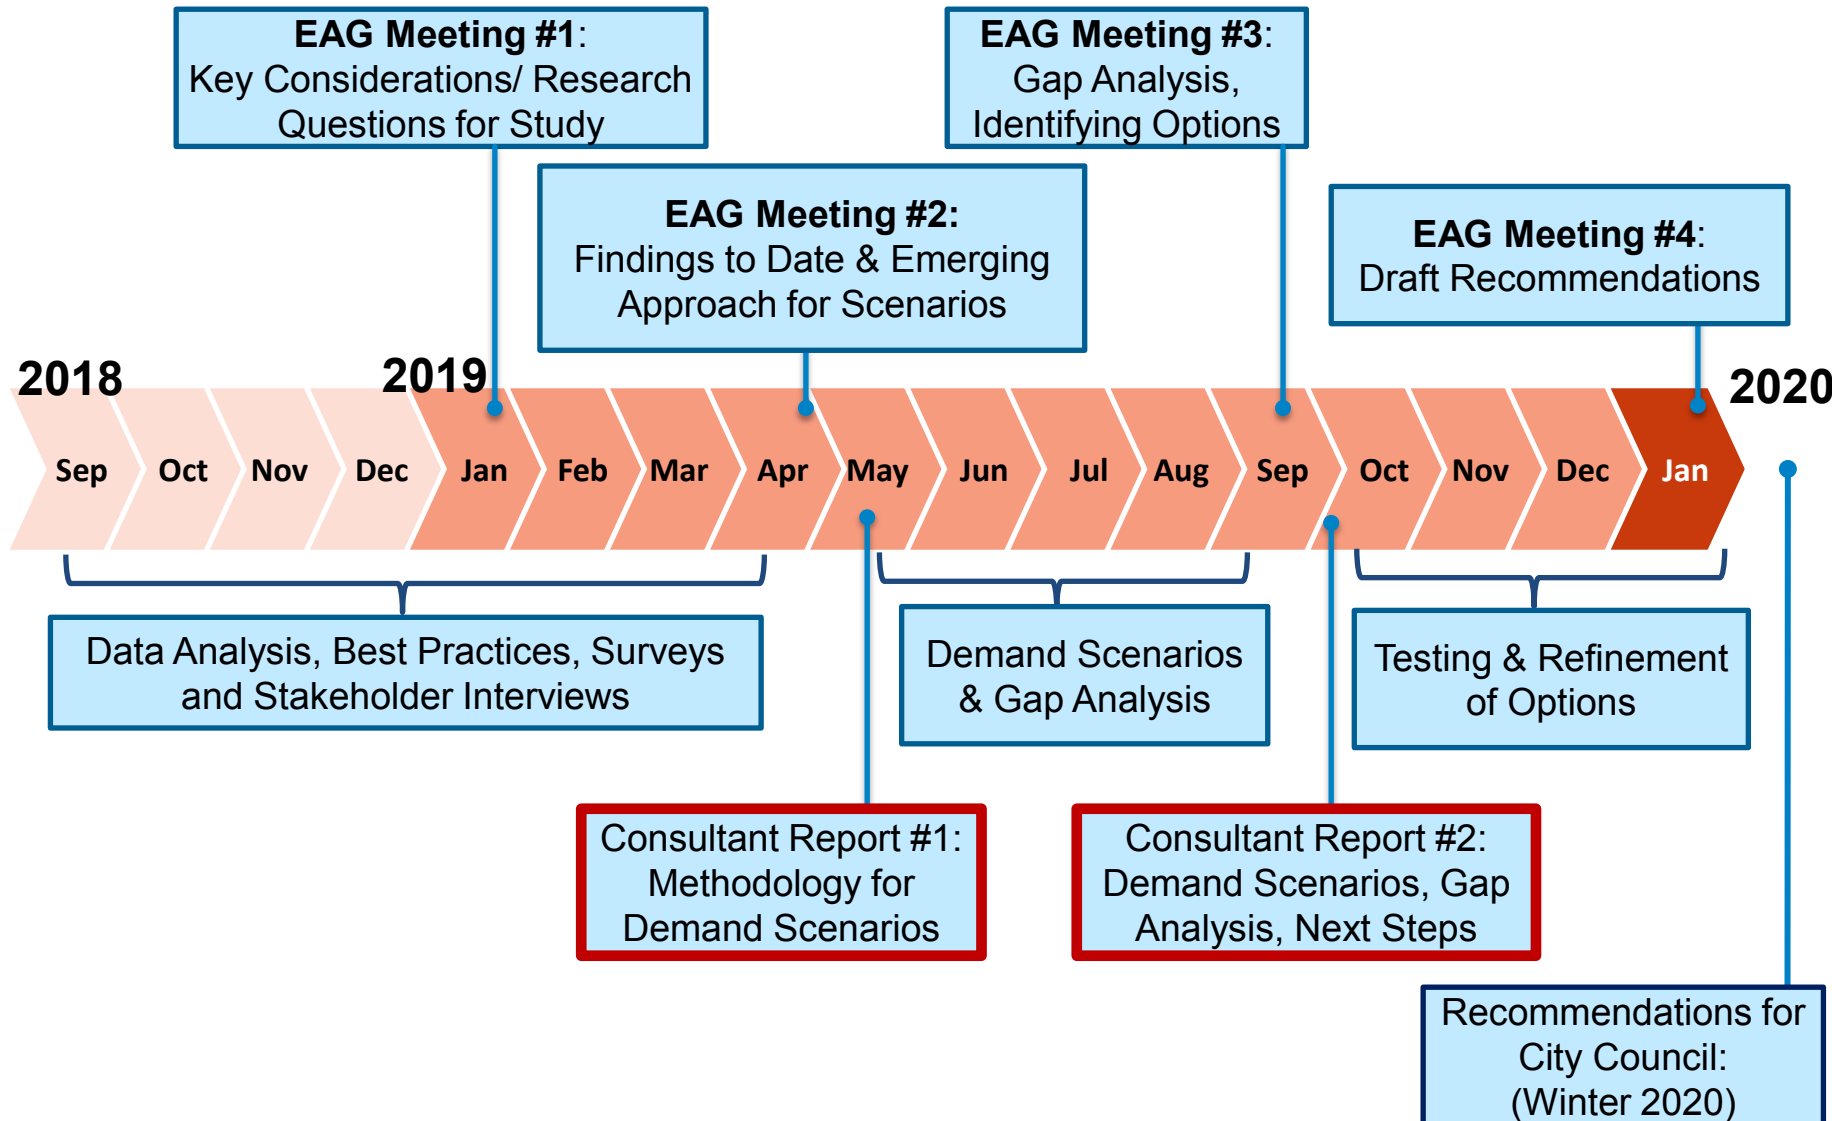 EAG Meeting #1:
Key Considerations/ Research
Questions for Study
EAG Meeting #3:
Gap Analysis,
Identifying Options
EAG Meeting #2:
Findings to Date & Emerging
Approach for Scenarios
EAG Meeting #4:
Draft Recommendations
2018
2019
2020
Sep
Oct
Nov
Dec
Jan
Feb
Mar
Apr
May
Jun
Jul
Aug
Sep
Oct
Nov
Dec
Jan
Data Analysis, Best Practices, Surveys
and Stakeholder Interviews
Demand Scenarios
& Gap Analysis
Testing & Refinement
of Options
Consultant Report #1:
Methodology for
Demand Scenarios
Consultant Report #2:
Demand Scenarios, Gap
Analysis, Next Steps
Recommendations for
City Council:
(Winter 2020)